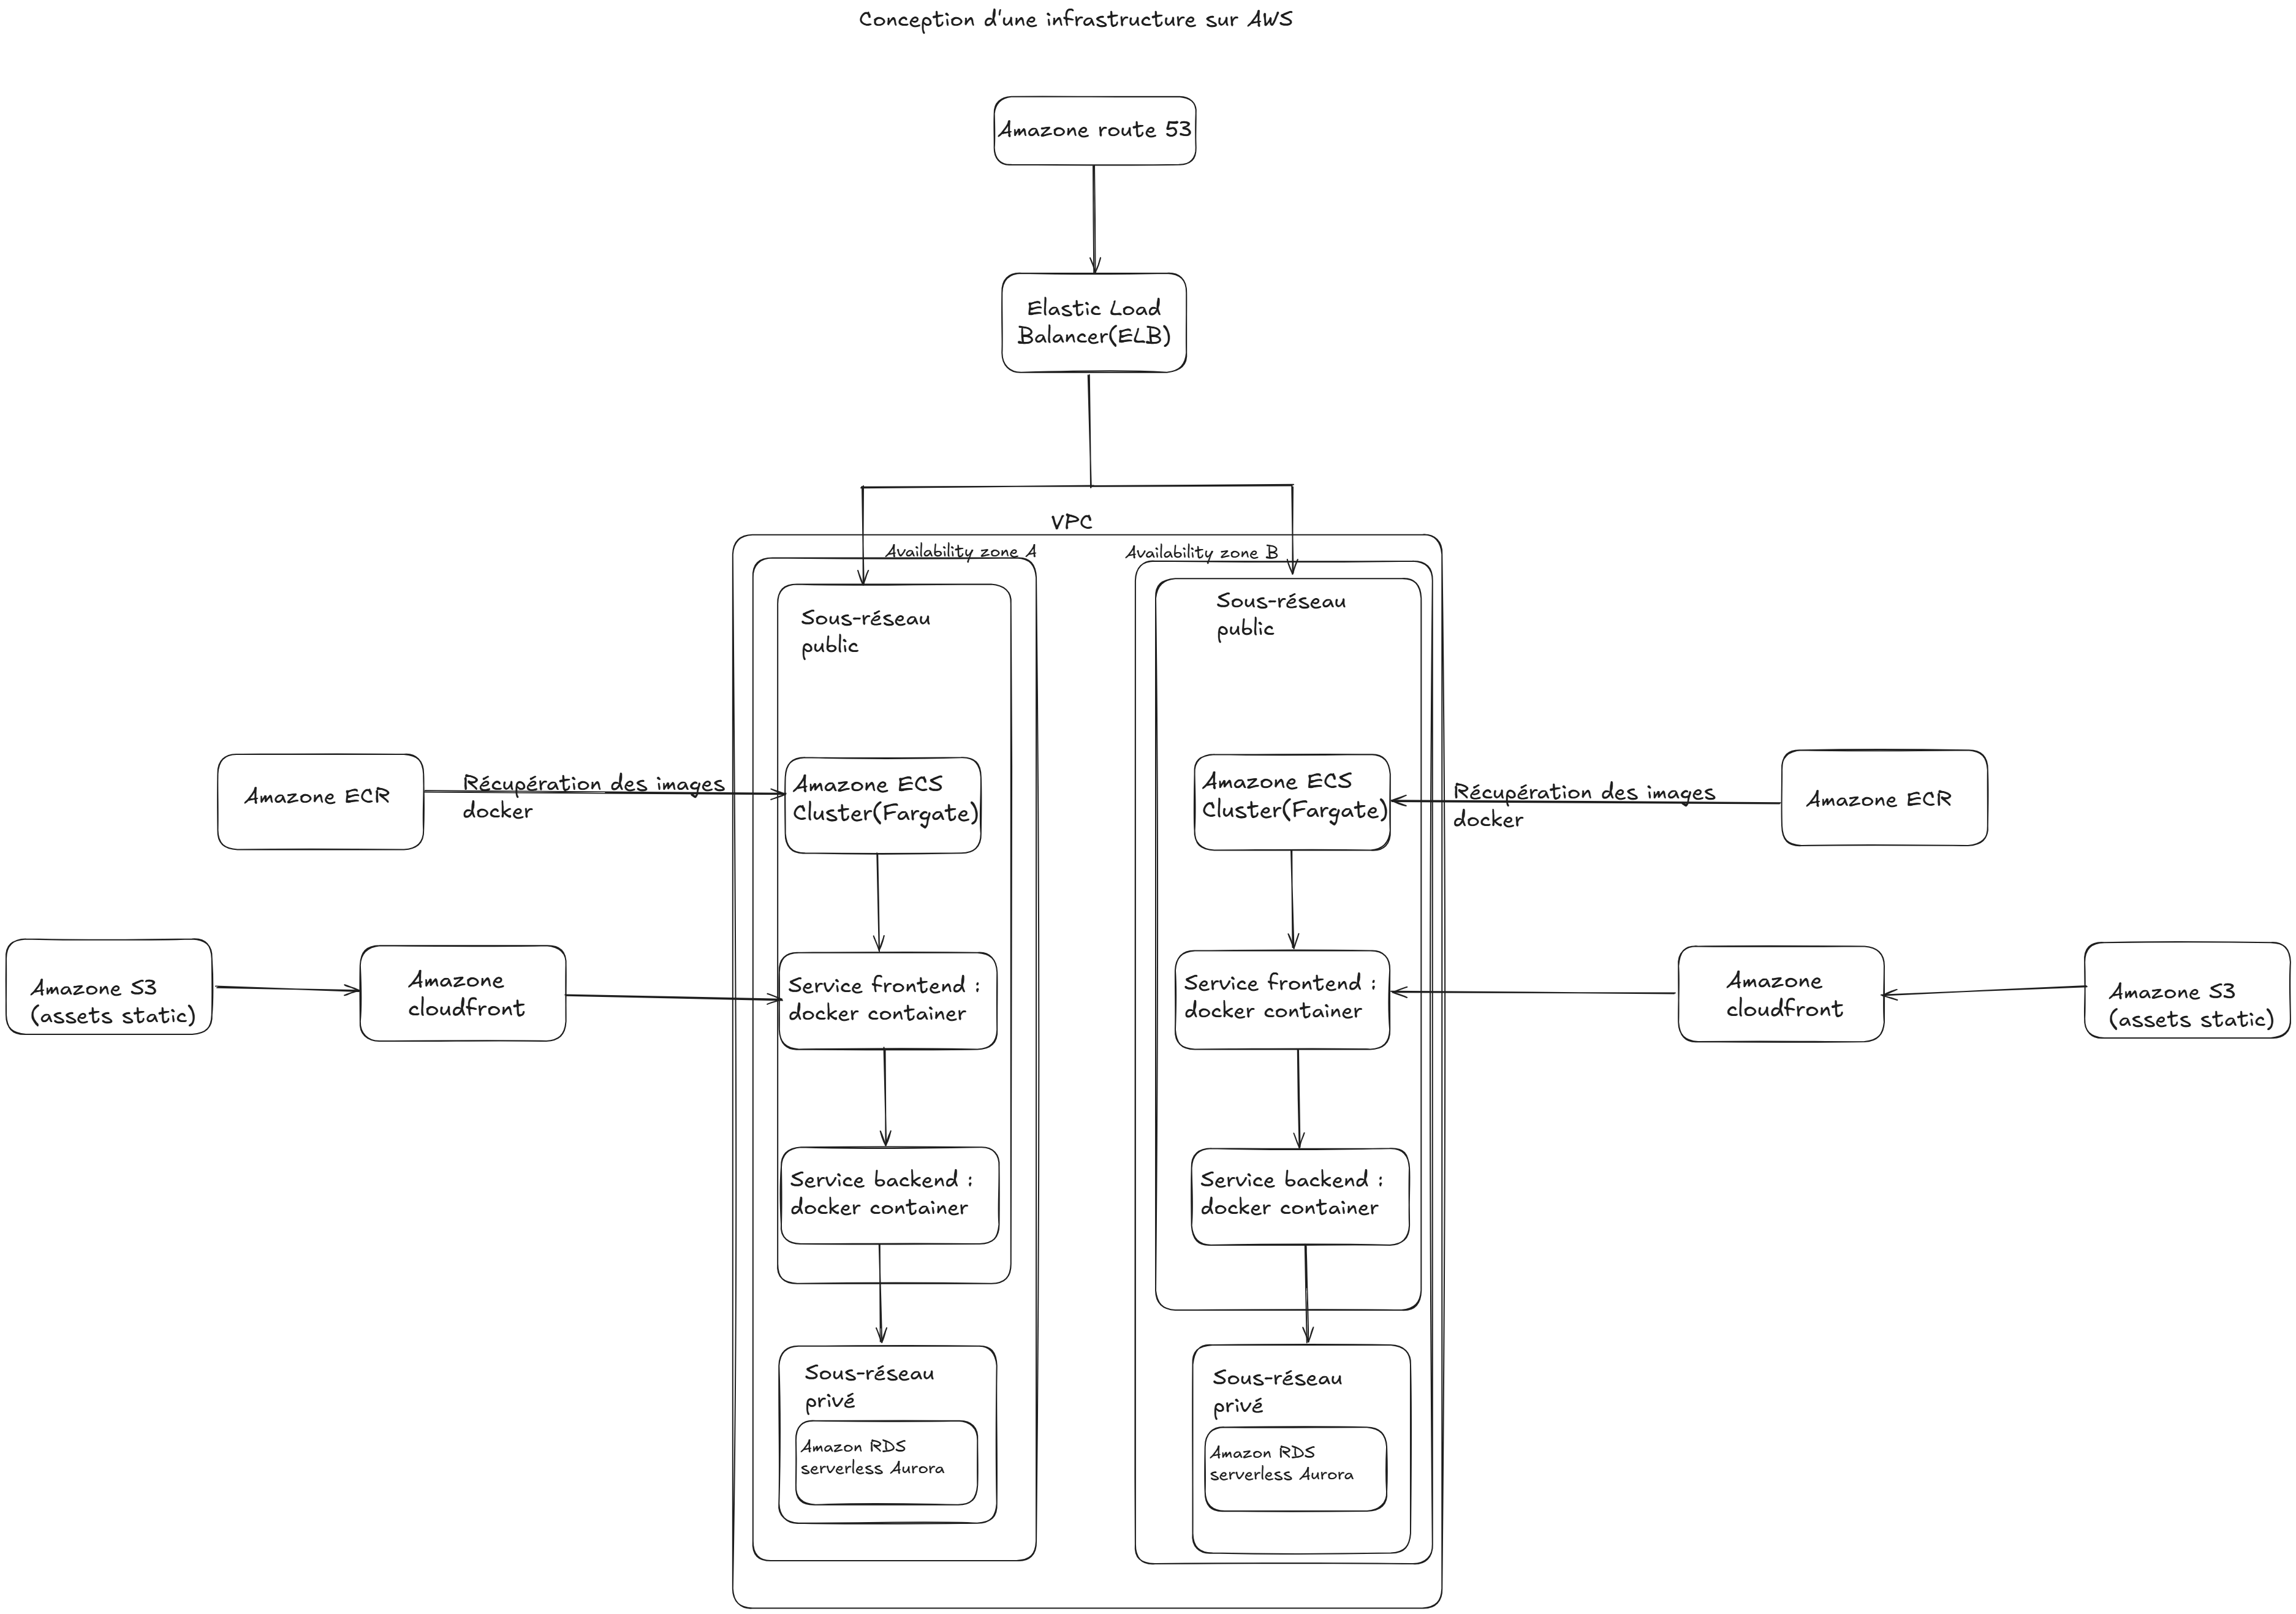 Conception d'une infrastructure sur AWS
Amazone route 53
Elastic Load
Balancer(ELB)
VPC
Availability zone A
Availability zone B
Sous-réseau
public
Sous-réseau
public
Amazone ECR
Récupération des images
docker
Amazone ECS
Cluster(Fargate)
Amazone ECS
Cluster(Fargate)
Récupération des images
docker
Amazone ECR
Amazone S3
(assets static)
Amazone
cloudfront
Service frontend :
docker container
Service frontend :
docker container
Amazone
cloudfront
Amazone S3
(assets static)
Service backend :
docker container
Service backend :
docker container
Sous-réseau
privé
Amazon RDS
serverless Aurora
Sous-réseau
privé
Amazon RDS
serverless Aurora